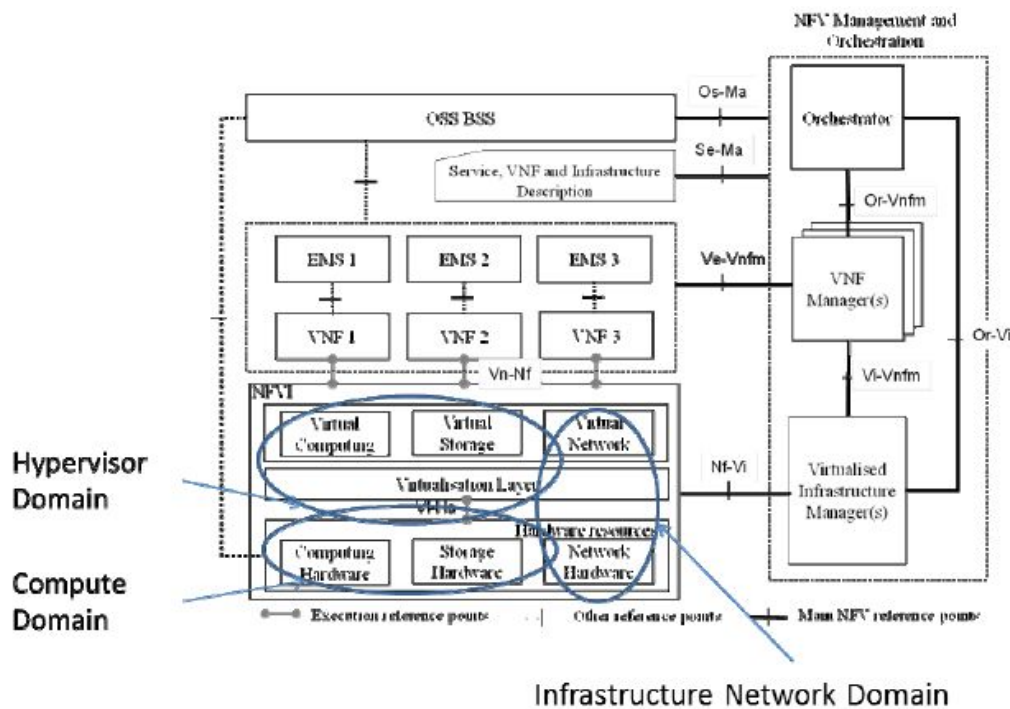 NFV Management and
Orchestration
Os-Ma
OSS BSS
Orchestrator
Se-Ma
Service, VNF and Infrastructure
Description
Or-Vnfm
EMS 1
EMS 2
EMS 3
Ve-Vnfm
VNF
Manager(s)
VNF 1
VNF 2
VNF 3
Or-Vi
Vn-Nf
Vi-Vnfm
NFVI
Virtual
Computing
Virtual
Storage
Virtual
Network
Hypervisor
Domain
Nf-Vi
Virtualised
Infrastructure
Manager(s)
Virtualisation Layer
Hardware resources
Computing
Hardware
Storage
Hardware
Network
Hardware
Compute
Domain
Execution reference points
Other reference points
Main NFV reference points
Infrastructure Network Domain